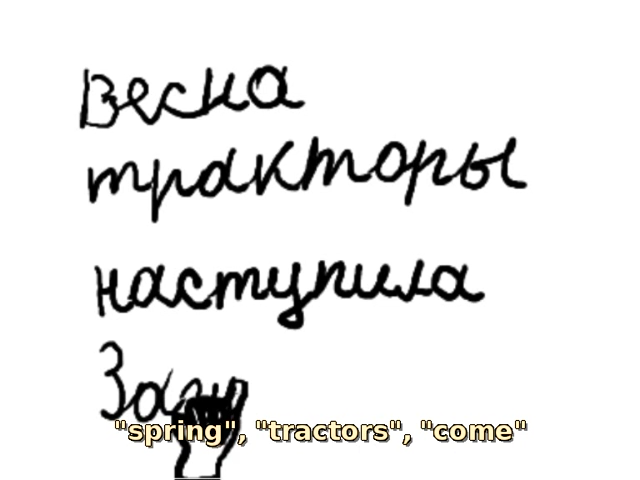 Весна
тракторы
наступила
"spring", "tractors", "come"